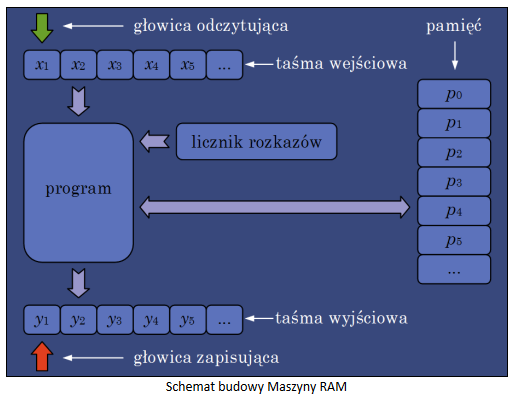 głowica odczytująca
pamięć
x1 x2 x3 x4 x5 ...
taśma wejściowa
p0
p1
licznik rozkazów
p2
program
p3
p4
p5
...
y1 y2 y3 y4 y5 ...
taśma wyjściowa
głowica zapisująca
Schemat budowy Maszyny RAM